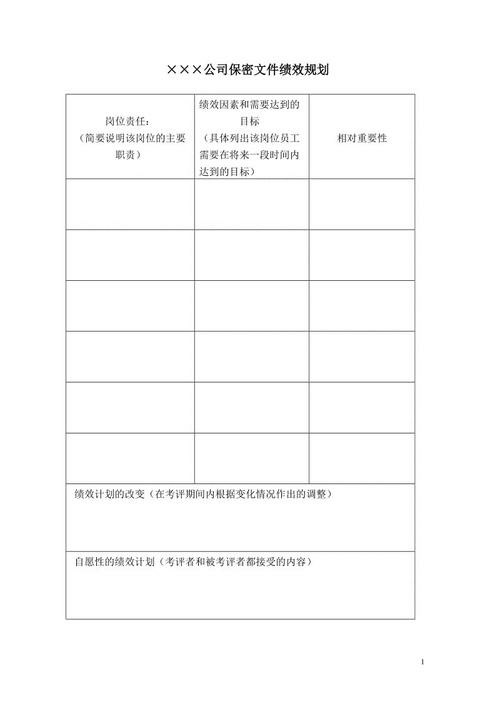 ×××公司保密文件绩效规划
岗位责任：
（简要说明该岗位的主要
职责）
绩效因素和需要达到的
目标
（具体列出该岗位员工
需要在将来一段时间内
达到的目标）
相对重要性
绩效计划的改变（在考评期间内根据变化情况作出的调整）
自愿性的绩效计划（考评者和被考评者都接受的内容）
1